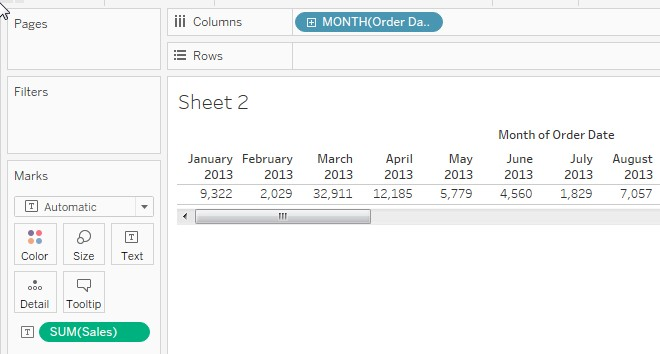 Pages
Columns
MONTH(Order Da..
Rows
Filters
Sheet 2
Month of Order Date
January 2013 February 2013 March 2013 April 2013 May 2013 June 2013 July 2013 August 2013
9,322 2,029 32,911 12,185 5,779 4,560 1,829 7,057
Marks
T Automatic
Color Size T Text
Detail Tooltip
T SUM(Sales)